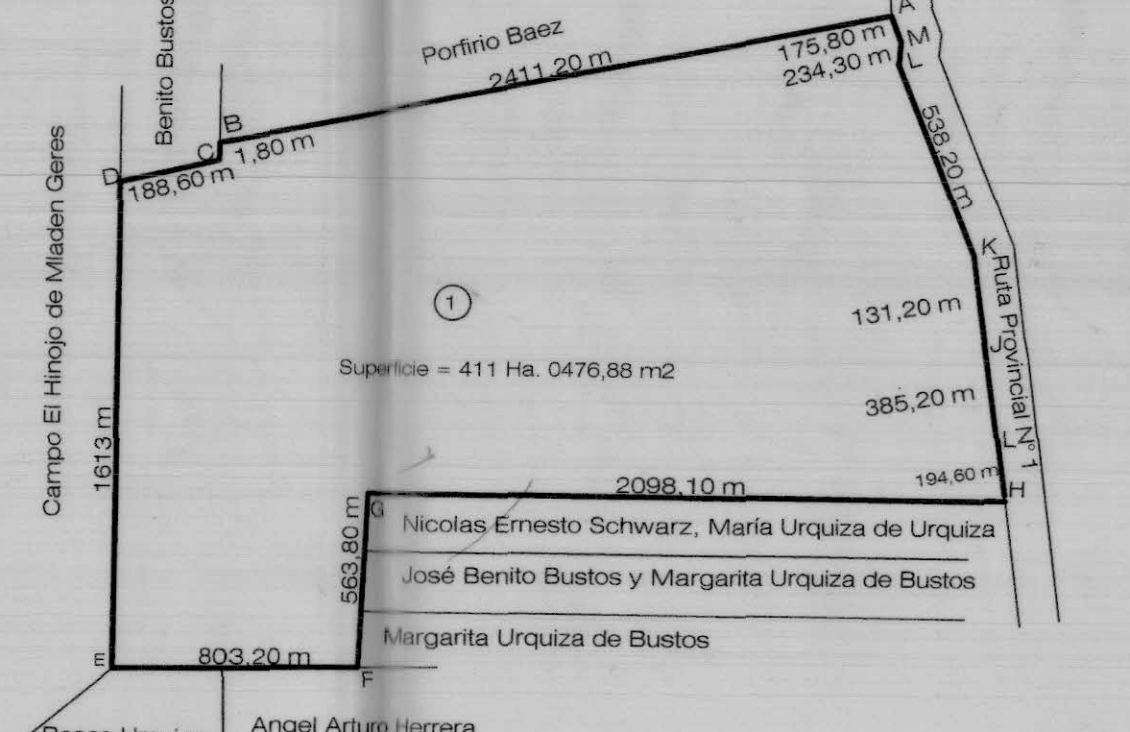 A
Benito Bustos
Porfirio Baez
2411,20 m
175,80 m
M
234,30 m
L
B
C
1,80 m
538,20 m
D
188,60 m
K
Campo El Hinojo de Mladen Geres
Ruta Provincial N° 1
1
131,20 m
J
Superficie = 411 Ha. 0476,88 m2
385,20 m
1613 m
194,60 m
2098,10 m
H
G
563,80 m
Nicolas Ernesto Schwarz, María Urquiza de Urquiza
José Benito Bustos y Margarita Urquiza de Bustos
Margarita Urquiza de Bustos
E
803,20 m
F
Angel Arturo Herrera